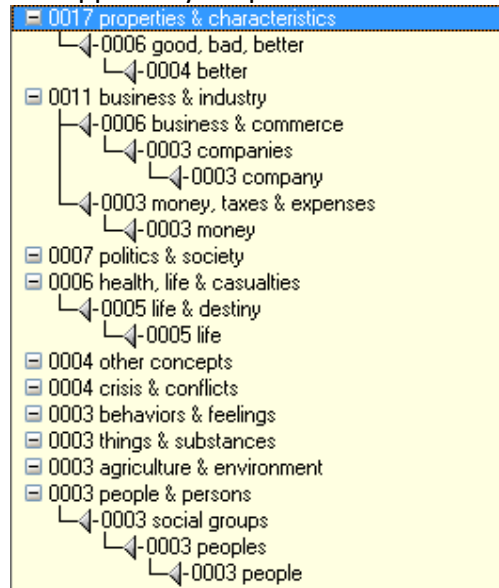 0017 properties & characteristics
0006 good, bad, better
0004 better
0011 business & industry
0006 business & commerce
0003 companies
0003 company
0003 money, taxes & expenses
0003 money
0007 politics & society
0006 health, life & casualties
0005 life & destiny
0005 life
0004 other concepts
0004 crisis & conflicts
0003 behaviors & feelings
0003 things & substances
0003 agriculture & environment
0003 people & persons
0003 social groups
0003 peoples
0003 people